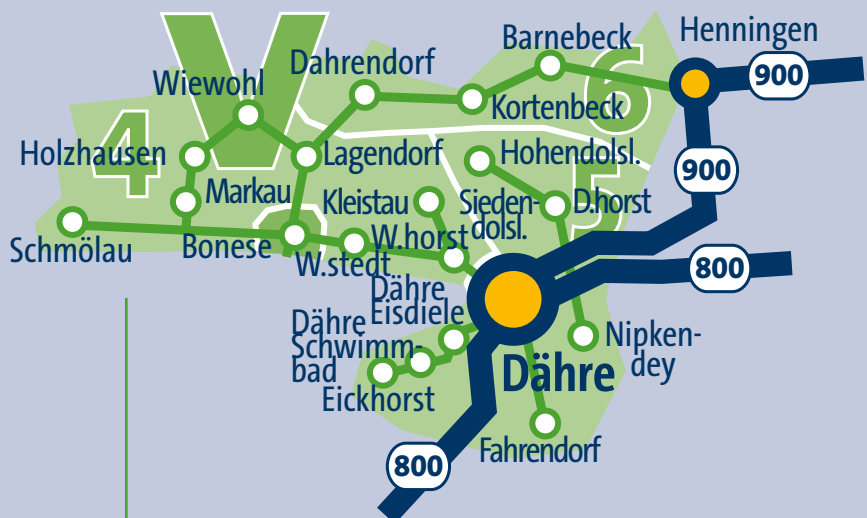 Henningen
Barnebeck
900
Dahrendorf
Wiewohl
6
V
Kortenbeck
4
Holzhausen
Lagendorf
Hohendolsl.
900
5
Markau
Kleistau
Sieden-
dolsl.
D.horst
Schmölau
Bonese
W.stedt
W.horst
800
Dähre
Eisdiele
Dähre
Schwimm-
bad
Nipken-
dey
Dähre
Eickhorst
Fahrendorf
800